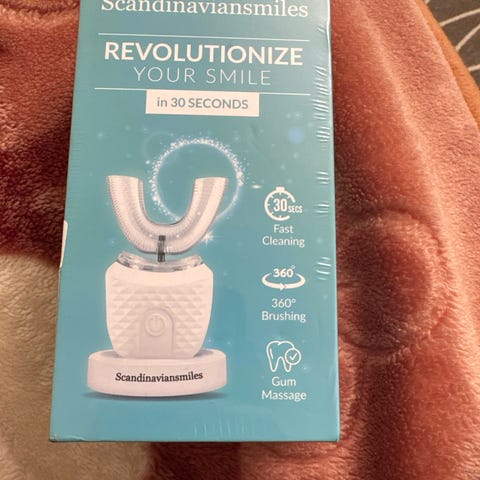 Scandinaviansmiles
REVOLUTIONIZE
YOUR SMILE
in 30 SECONDS
30 SECS
Fast
Cleaning
360°
360°
Brushing
Gum
Massage
Scandinaviansmiles